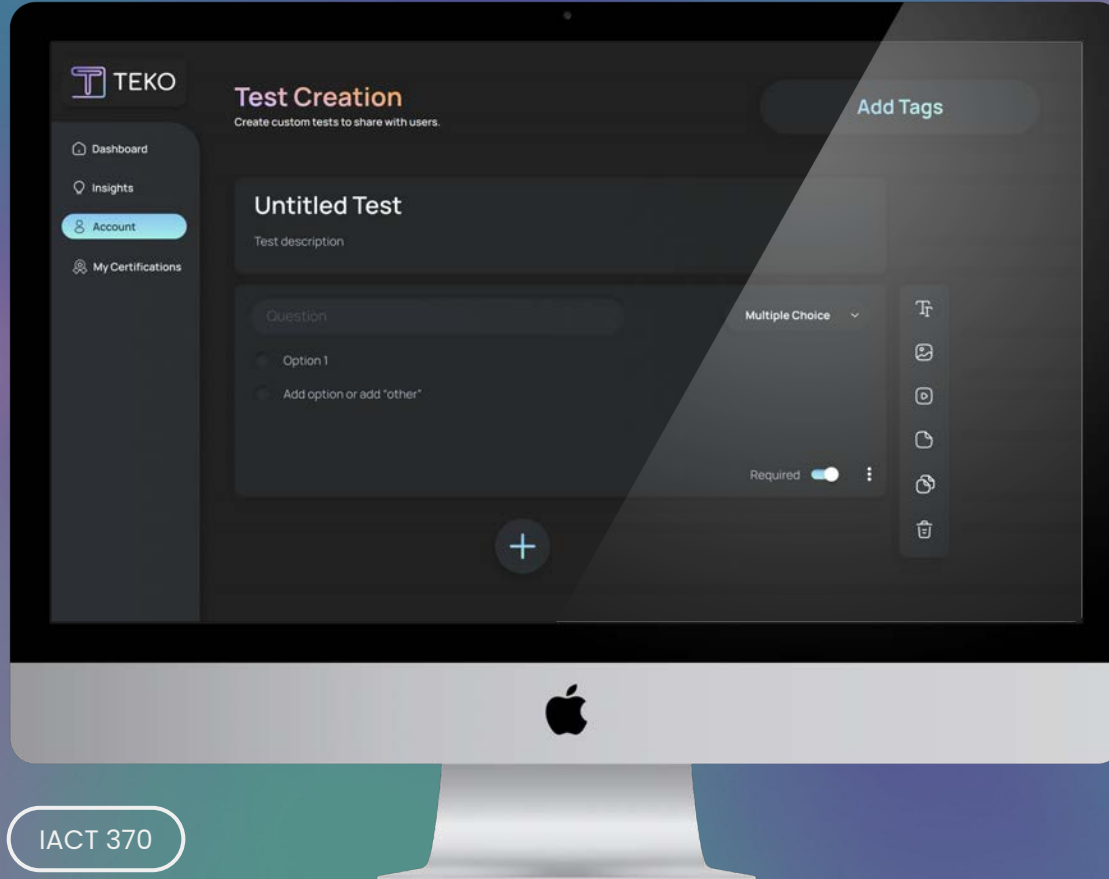 TEKO
Test Creation
Create custom tests to share with users.
Add Tags
Dashboard
Insights
Account
My Certifications
Untitled Test
Test description
Question
Multiple Choice
Option 1
Add option or add "other"
Required
IACT 370